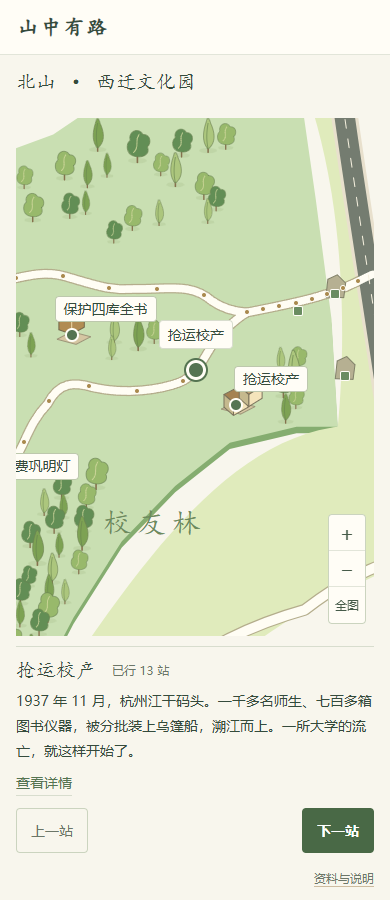 山中有路
北山 • 西迁文化园
保护四库全书
抢运校产
抢运校产
费巩明灯
校友林
+
−
全图
抢运校产 已行 13 站
1937 年 11 月，杭州江干码头。一千多名师生、七百多箱
图书仪器，被分批装上乌篷船，溯江而上。一所大学的流
亡，就这样开始了。
查看详情
上一站 下一站
资料与说明